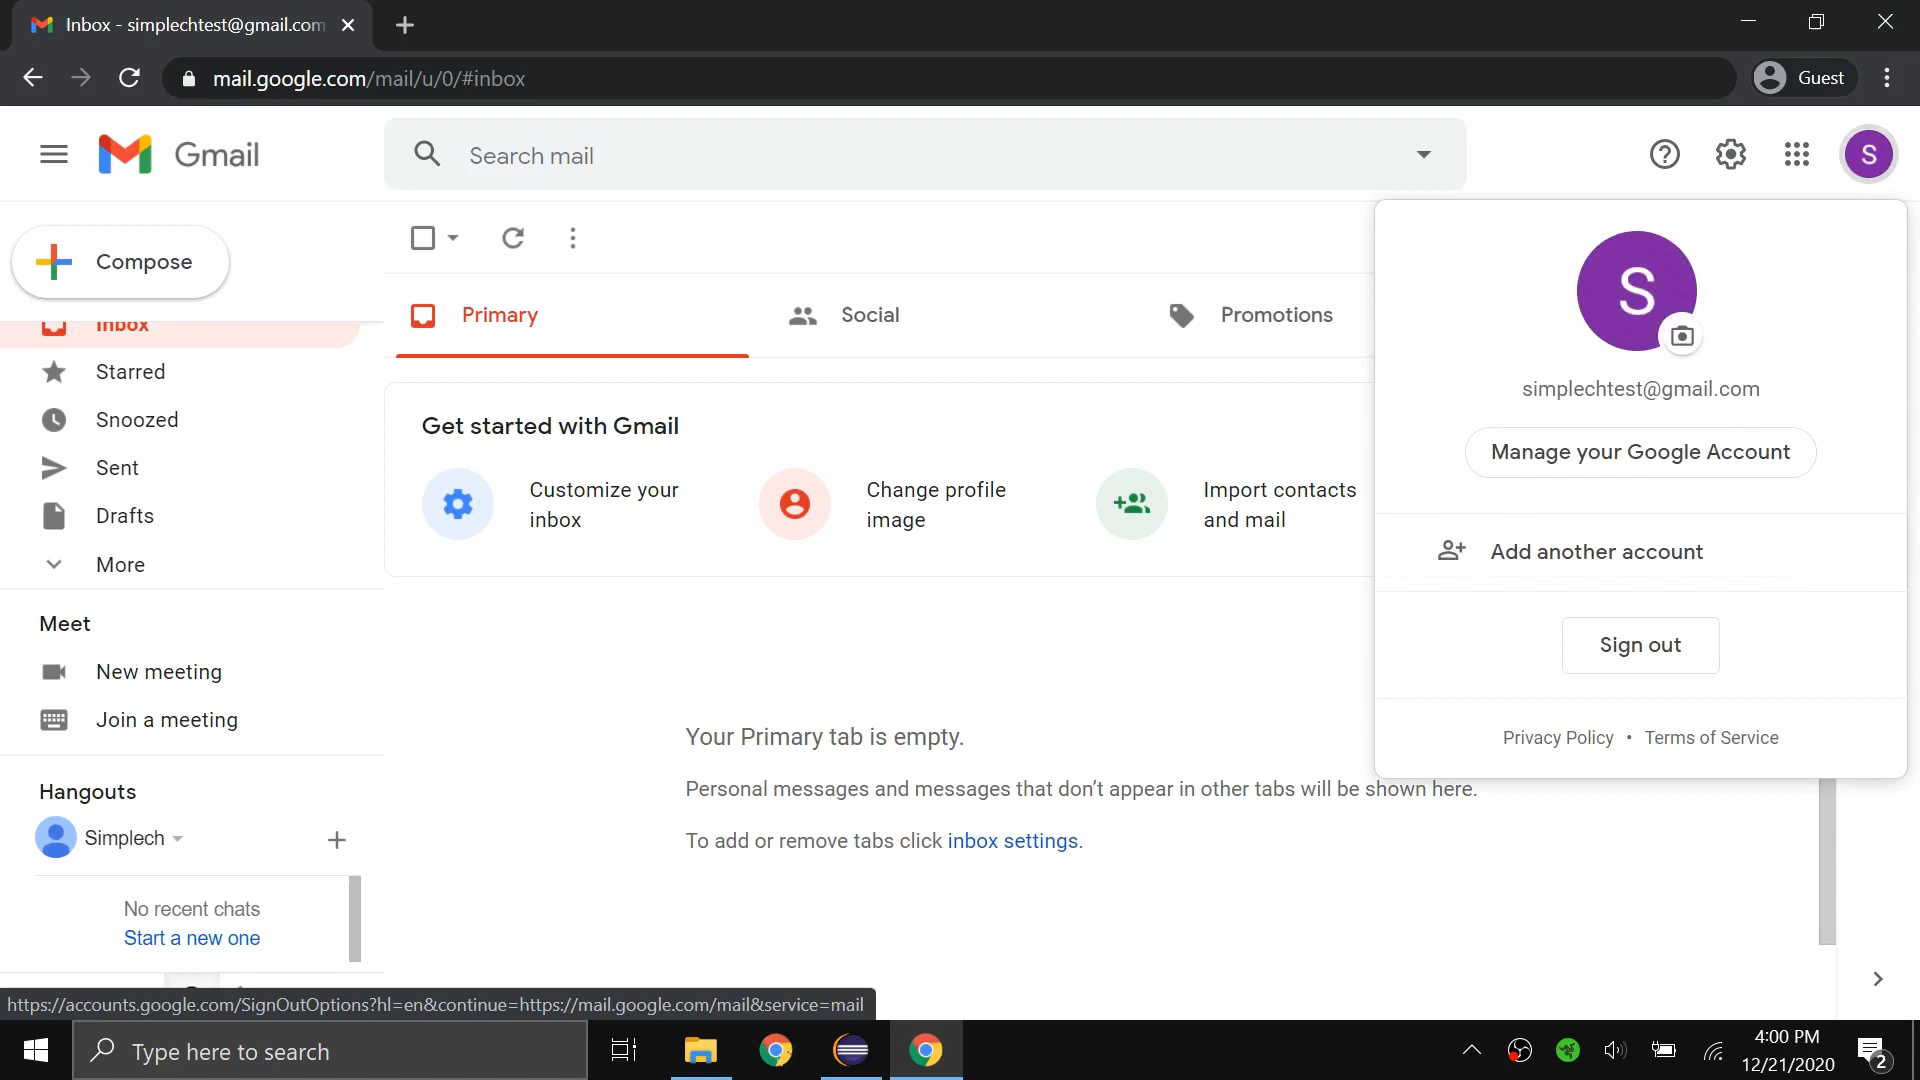 Inbox - simplechtest@gmail.com
mail.google.com/mail/u/0/#inbox
Guest
Gmail
Search mail
S
Compose
Inbox
Starred
Snoozed
Sent
Drafts
More
Meet
New meeting
Join a meeting
Hangouts
Simplech
No recent chats
Start a new one
Primary
Social
Promotions
Get started with Gmail
Customize your
inbox
Change profile
image
Import contacts
and mail
Your Primary tab is empty.
Personal messages and messages that don’t appear in other tabs will be shown here.
To add or remove tabs click inbox settings.
S
simplechtest@gmail.com
Manage your Google Account
Add another account
Sign out
Privacy Policy • Terms of Service
https://accounts.google.com/SignOutOptions?hl=en&continue=https://mail.google.com/mail&service=mail
Type here to search
4:00 PM
12/21/2020
2